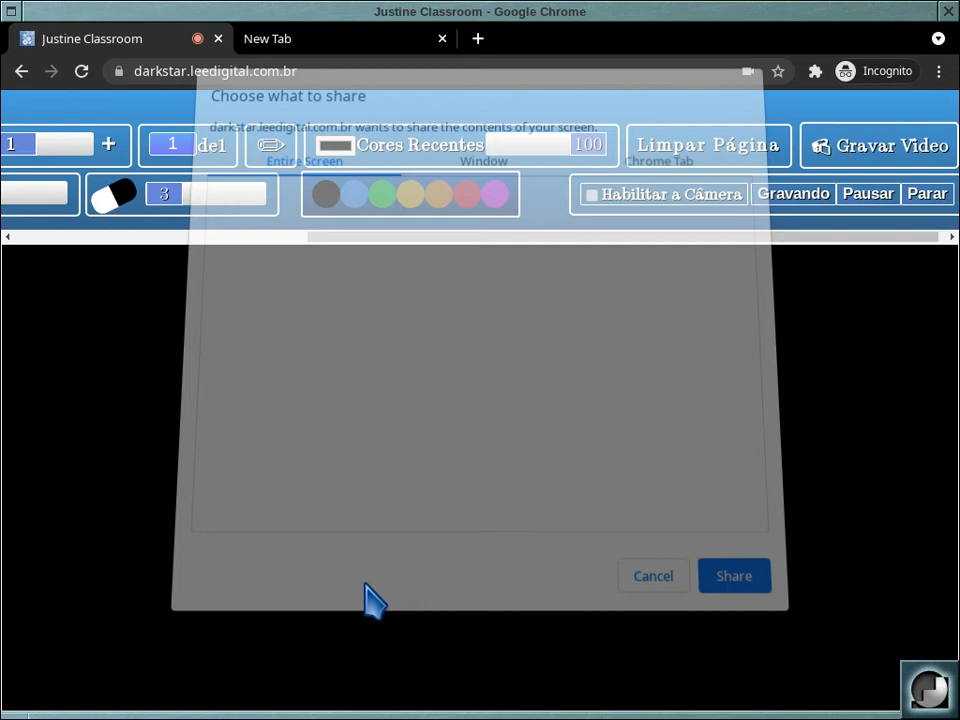 Justine Classroom - Google Chrome
Justine Classroom
New Tab
darkstar.leedigital.com.br
Incognito
Choose what to share
darkstar.leedigital.com.br wants to share the contents of your screen.
1 + 1 de1 Cores Recentes 100 Limpar Página Gravar Vìdeo
Entire Screen Window Chrome Tab
3 Habilitar a Câmera Gravando Pausar Parar
Cancel Share